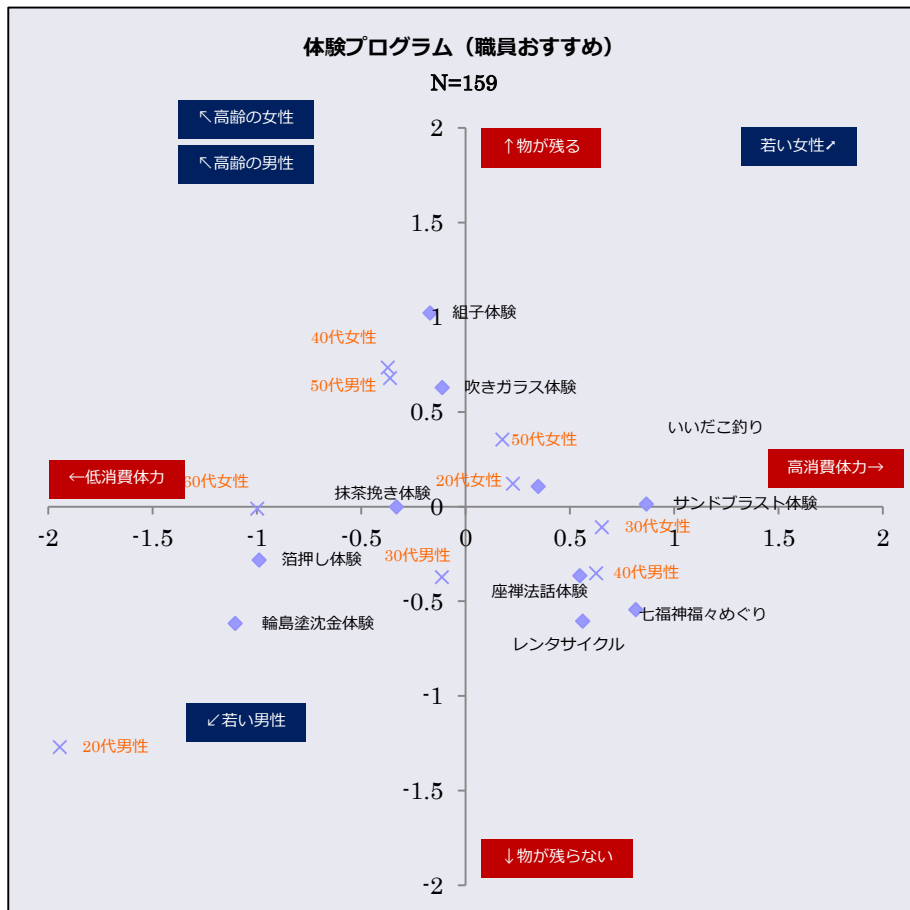 体験プログラム（職員おすすめ）
N=159
↖高齢の女性
↖高齢の男性
↑物が残る
若い女性↗
2
1.5
1
組子体験
40代女性
50代男性
吹きガラス体験
0.5
いいだこ釣り
50代女性
←低消費体力
60代女性
抹茶挽き体験
20代女性
高消費体力→
サンドブラスト体験
-2
-1.5
-1
-0.5
0
0.5
1
1.5
2
30代女性
箔押し体験
30代男性
40代男性
座禅法話体験
-0.5
輪島塗沈金体験
七福神福々めぐり
レンタサイクル
-1
↙若い男性
20代男性
-1.5
↓物が残らない
-2